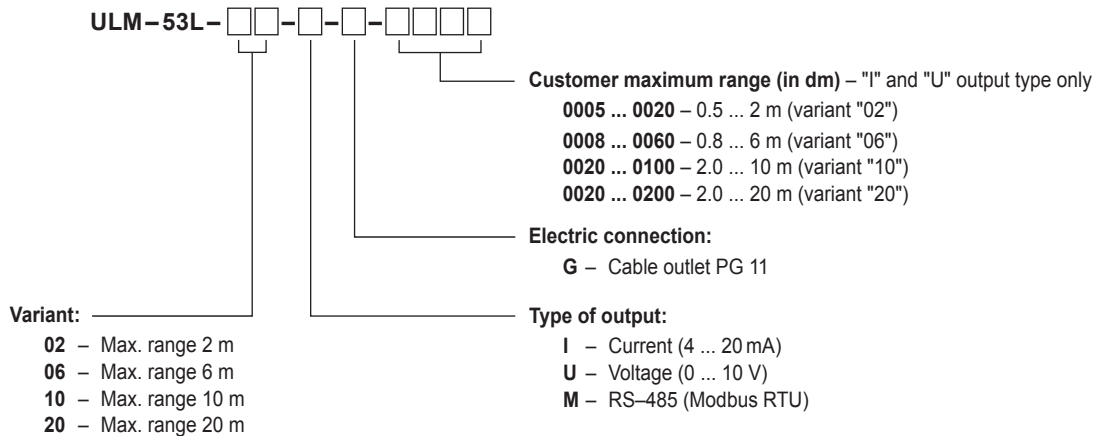 ULM–53L–□□–□–□–□□□□
Customer maximum range (in dm) – "I" and "U" output type only
0005 ... 0020 – 0.5 ... 2 m (variant "02")
0008 ... 0060 – 0.8 ... 6 m (variant "06")
0020 ... 0100 – 2.0 ... 10 m (variant "10")
0020 ... 0200 – 2.0 ... 20 m (variant "20")
Electric connection:
G – Cable outlet PG 11
Variant:
02 – Max. range 2 m
06 – Max. range 6 m
10 – Max. range 10 m
20 – Max. range 20 m
Type of output:
I – Current (4 ... 20 mA)
U – Voltage (0 ... 10 V)
M – RS–485 (Modbus RTU)